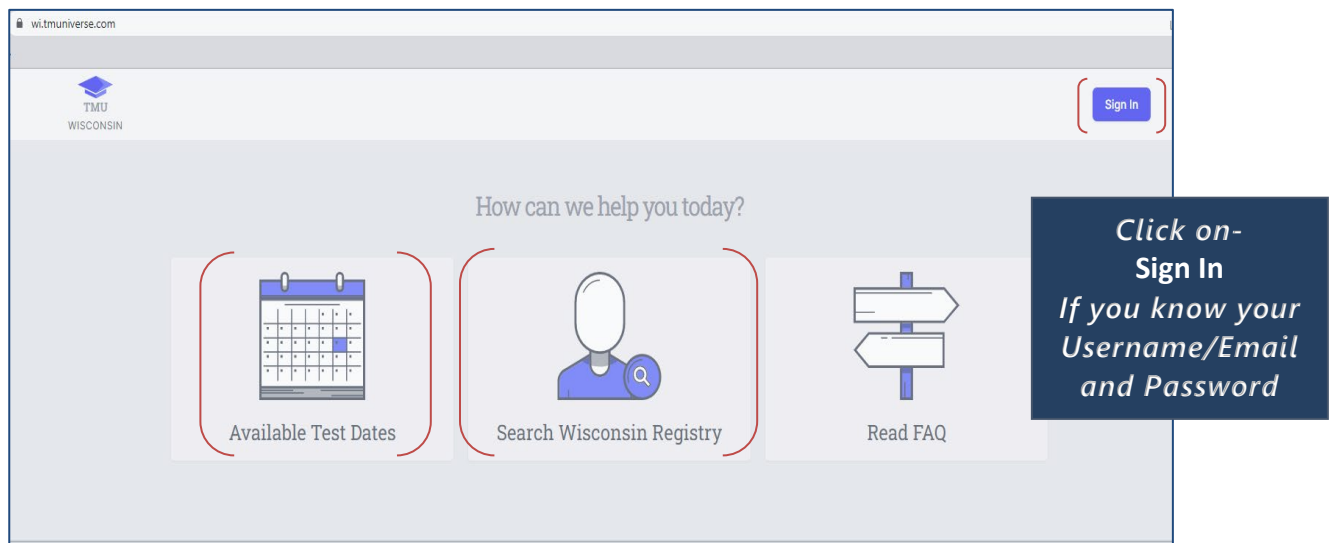 wi.tmuniverse.com
TMU
WISCONSIN
Sign In
How can we help you today?
Available Test Dates
Search Wisconsin Registry
Read FAQ
Click on-
Sign In
If you know your
Username/Email
and Password